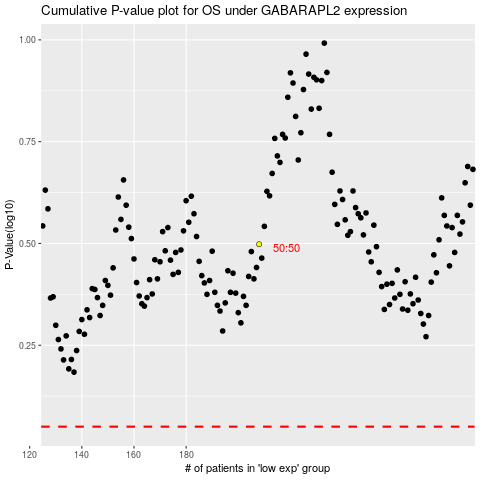 Cumulative P-value plot for OS under GABARAPL2 expression
1.00
0.75
0.50
0.25
P-Value(log10)
50:50
120 140 160 180
# of patients in 'low exp' group